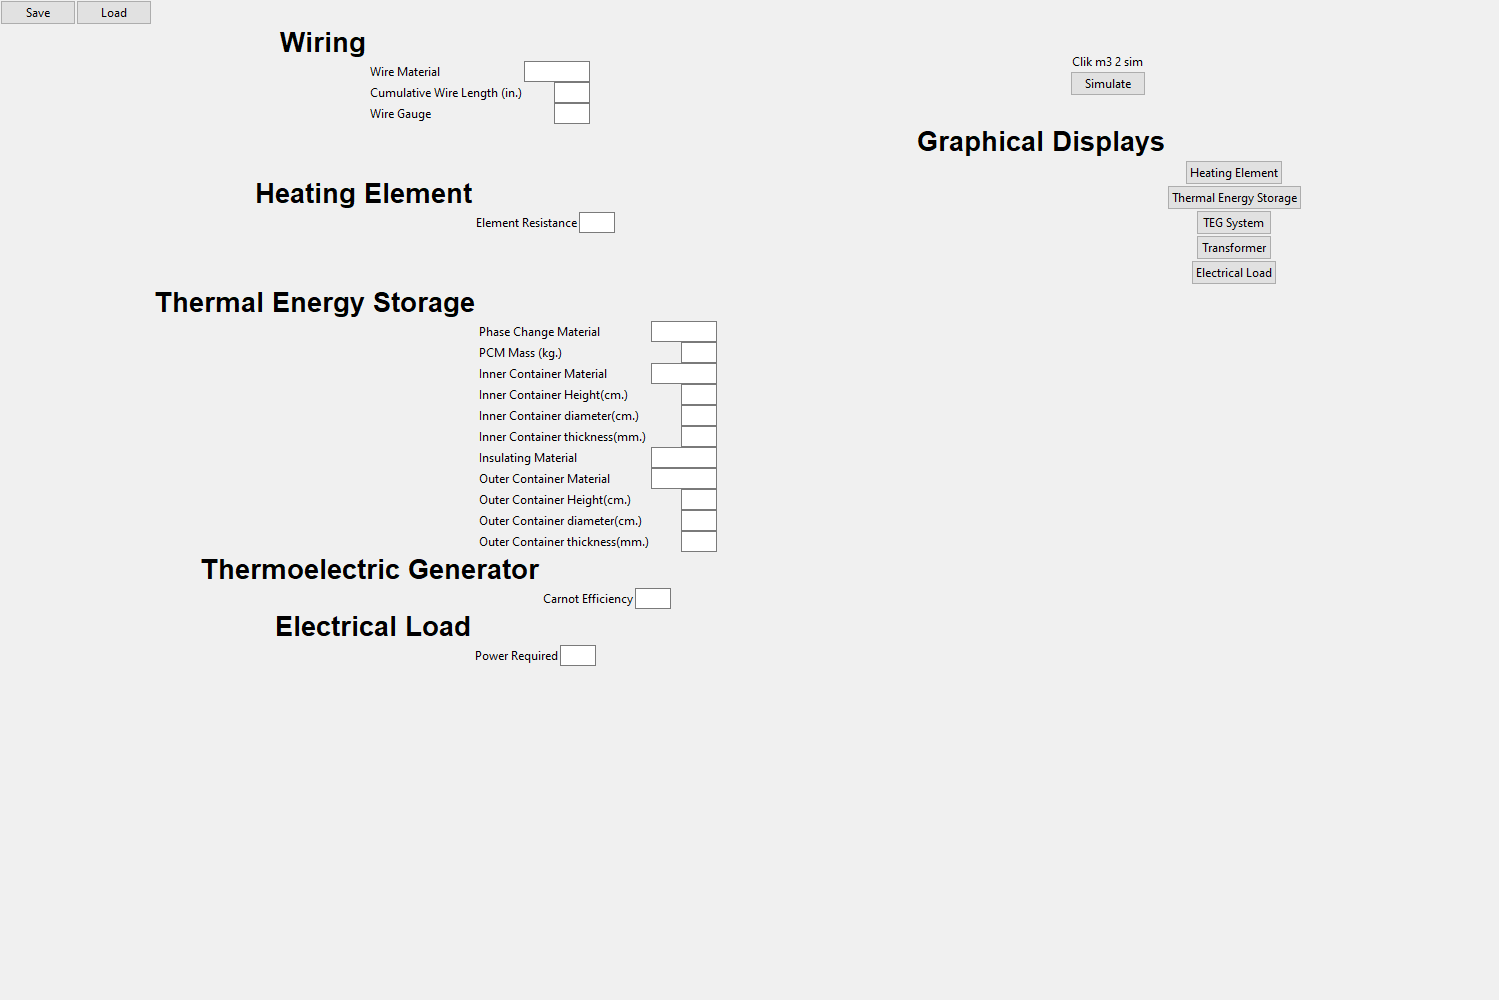 Save Load
Wiring
Wire Material
Cumulative Wire Length (in.)
Wire Gauge
Heating Element
Element Resistance
Thermal Energy Storage
Phase Change Material
PCM Mass (kg.)
Inner Container Material
Inner Container Height(cm.)
Inner Container diameter(cm.)
Inner Container thickness(mm.)
Insulating Material
Outer Container Material
Outer Container Height(cm.)
Outer Container diameter(cm.)
Outer Container thickness(mm.)
Thermoelectric Generator
Carnot Efficiency
Electrical Load
Power Required
Clik m3 2 sim
Simulate
Graphical Displays
Heating Element
Thermal Energy Storage
TEG System
Transformer
Electrical Load